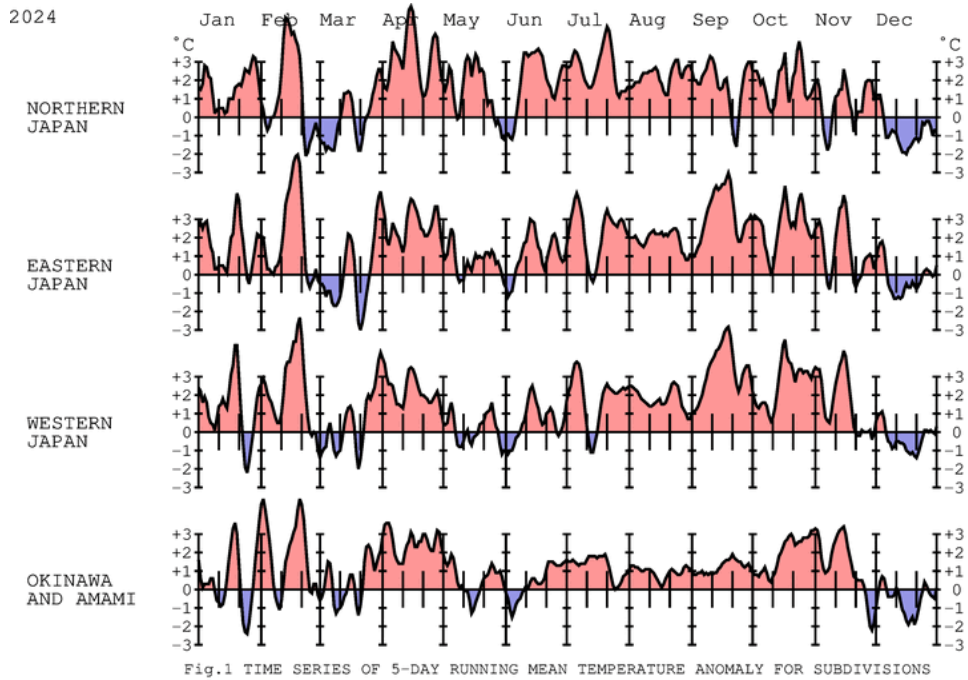 2024
Jan Feb Mar Apr May Jun Jul Aug Sep Oct Nov Dec
°C °C
+3 +3
+2 +2
+1 +1
NORTHERN
JAPAN
0 0
-1 -1
-2 -2
-3 -3
+3 +3
+2 +2
+1 +1
EASTERN
JAPAN
0 0
-1 -1
-2 -2
-3 -3
+3 +3
+2 +2
+1 +1
WESTERN
JAPAN
0 0
-1 -1
-2 -2
-3 -3
+3 +3
+2 +2
+1 +1
OKINAWA
AND AMAMI
0 0
-1 -1
-2 -2
-3 -3
Fig.1 TIME SERIES OF 5-DAY RUNNING MEAN TEMPERATURE ANOMALY FOR SUBDIVISIONS